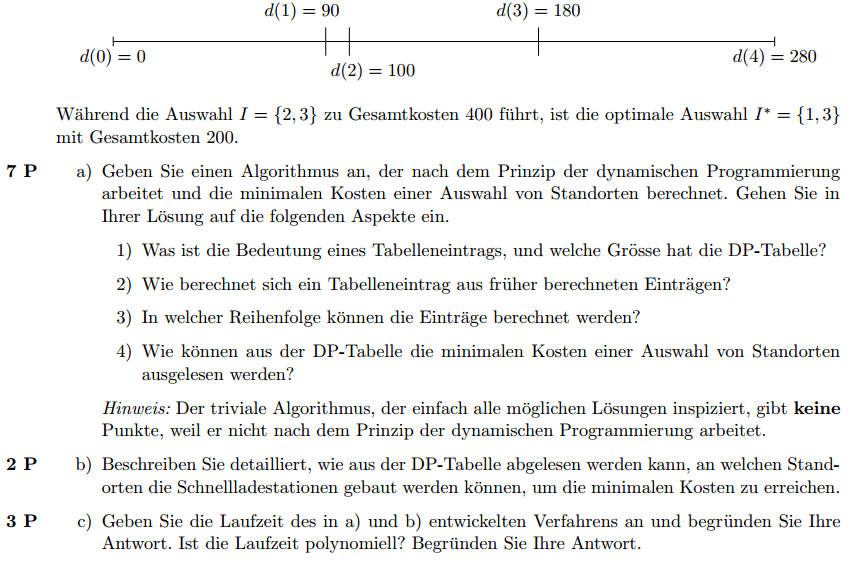 d(1) = 90
d(3) = 180
d(0) = 0
d(2) = 100
d(4) = 280
Während die Auswahl I = {2, 3} zu Gesamtkosten 400 führt, ist die optimale Auswahl I* = {1, 3}
mit Gesamtkosten 200.
7 P a) Geben Sie einen Algorithmus an, der nach dem Prinzip der dynamischen Programmierung
arbeitet und die minimalen Kosten einer Auswahl von Standorten berechnet. Gehen Sie in
Ihrer Lösung auf die folgenden Aspekte ein.
1) Was ist die Bedeutung eines Tabelleneintrags, und welche Grösse hat die DP-Tabelle?
2) Wie berechnet sich ein Tabelleneintrag aus früher berechneten Einträgen?
3) In welcher Reihenfolge können die Einträge berechnet werden?
4) Wie können aus der DP-Tabelle die minimalen Kosten einer Auswahl von Standorten
ausgelesen werden?
Hinweis: Der triviale Algorithmus, der einfach alle möglichen Lösungen inspiziert, gibt keine
Punkte, weil er nicht nach dem Prinzip der dynamischen Programmierung arbeitet.
2 P b) Beschreiben Sie detailliert, wie aus der DP-Tabelle abgelesen werden kann, an welchen Stand-
orten die Schnellladestationen gebaut werden können, um die minimalen Kosten zu erreichen.
3 P c) Geben Sie die Laufzeit des in a) und b) entwickelten Verfahrens an und begründen Sie Ihre
Antwort. Ist die Laufzeit polynomiell? Begründen Sie Ihre Antwort.